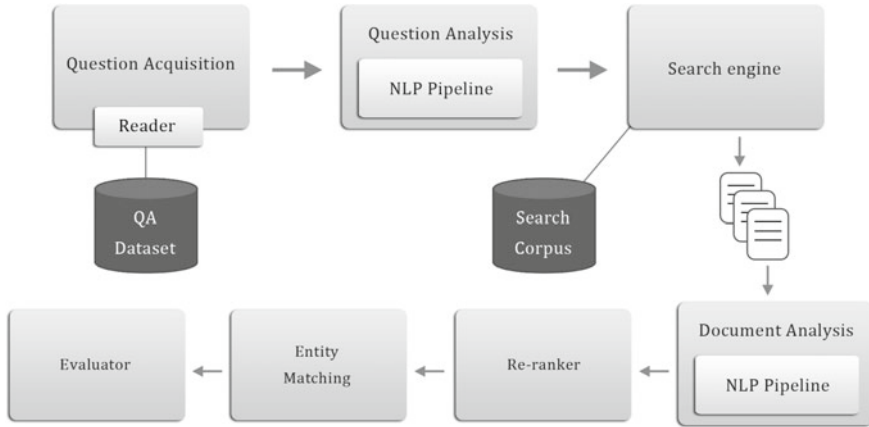 Question Acquisition
Reader
QA
Dataset
Question Analysis
NLP Pipeline
Search engine
Search
Corpus
Document Analysis
NLP Pipeline
Re-ranker
Entity
Matching
Evaluator